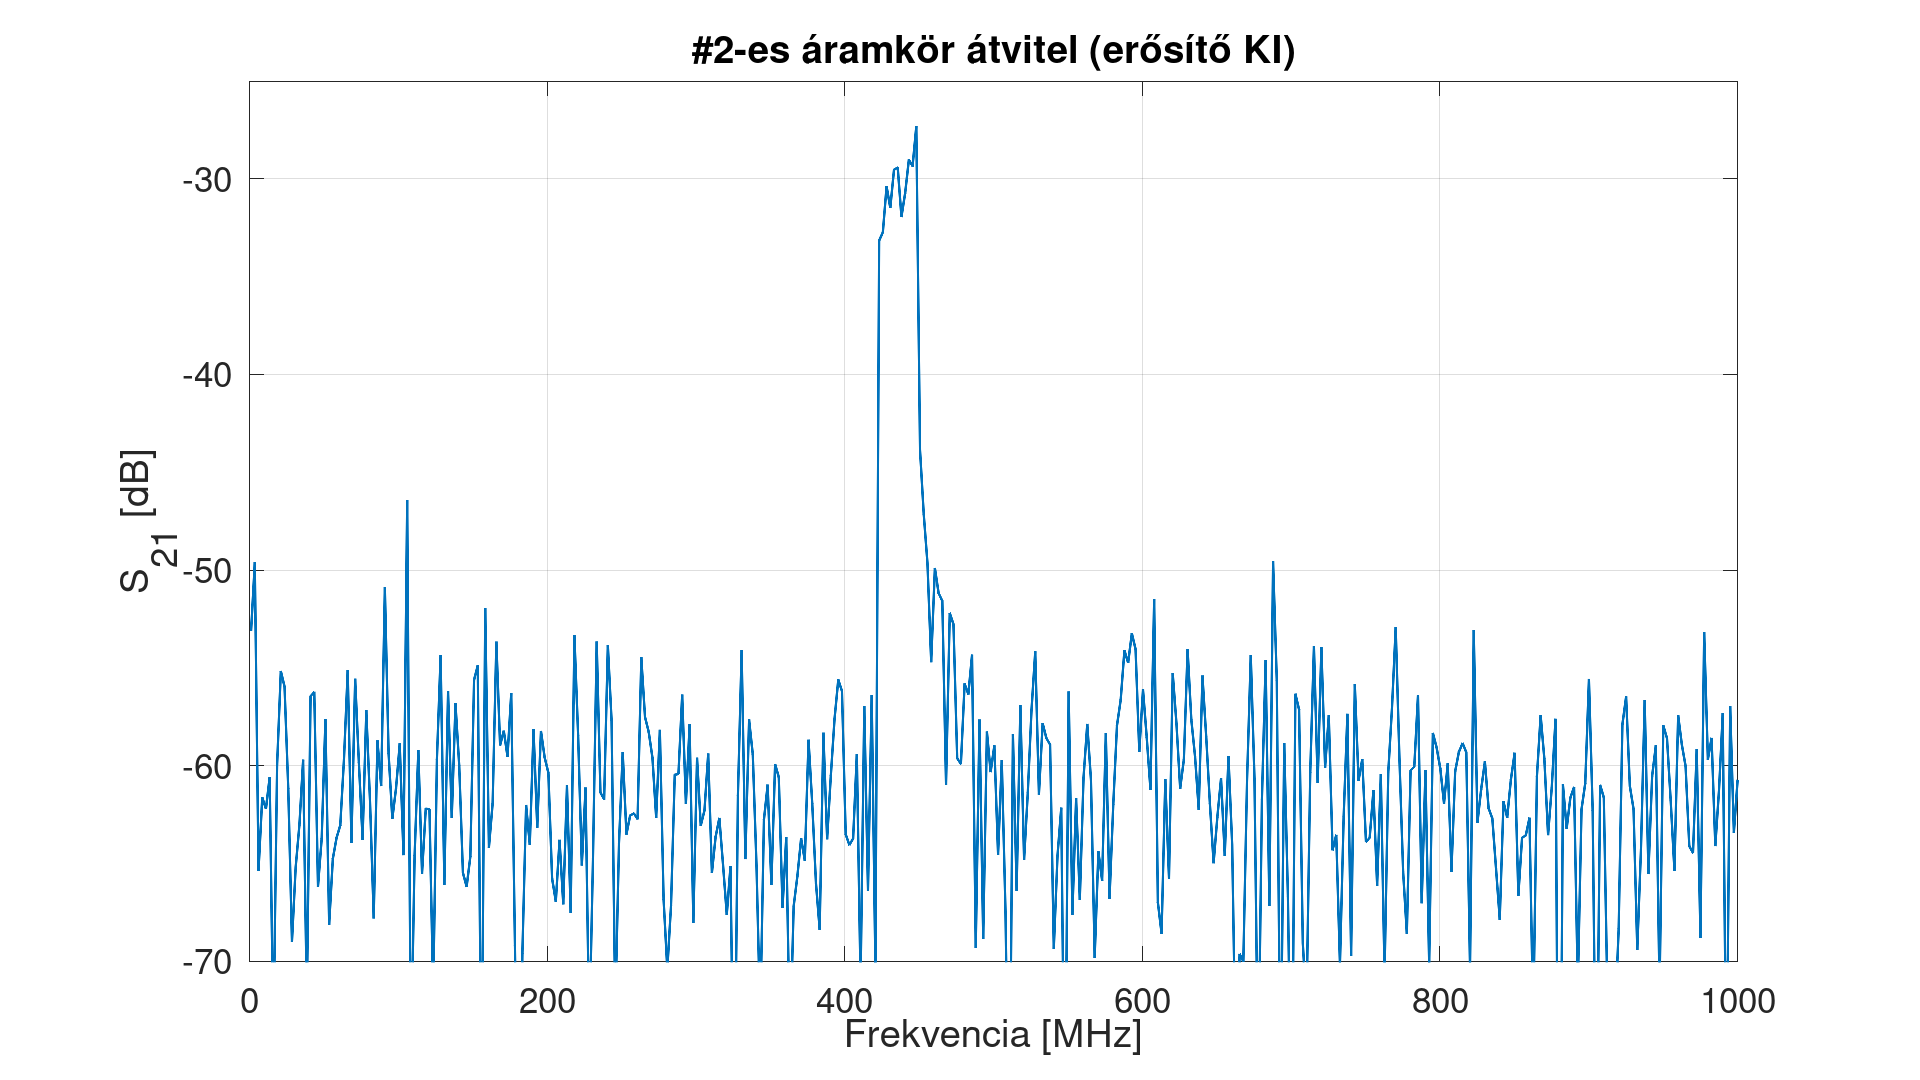 #2-es áramkör átvitel (erősítő KI)
S21 [dB]
-30
-40
-50
-60
-70
0 200 400 600 800 1000
Frekvencia [MHz]